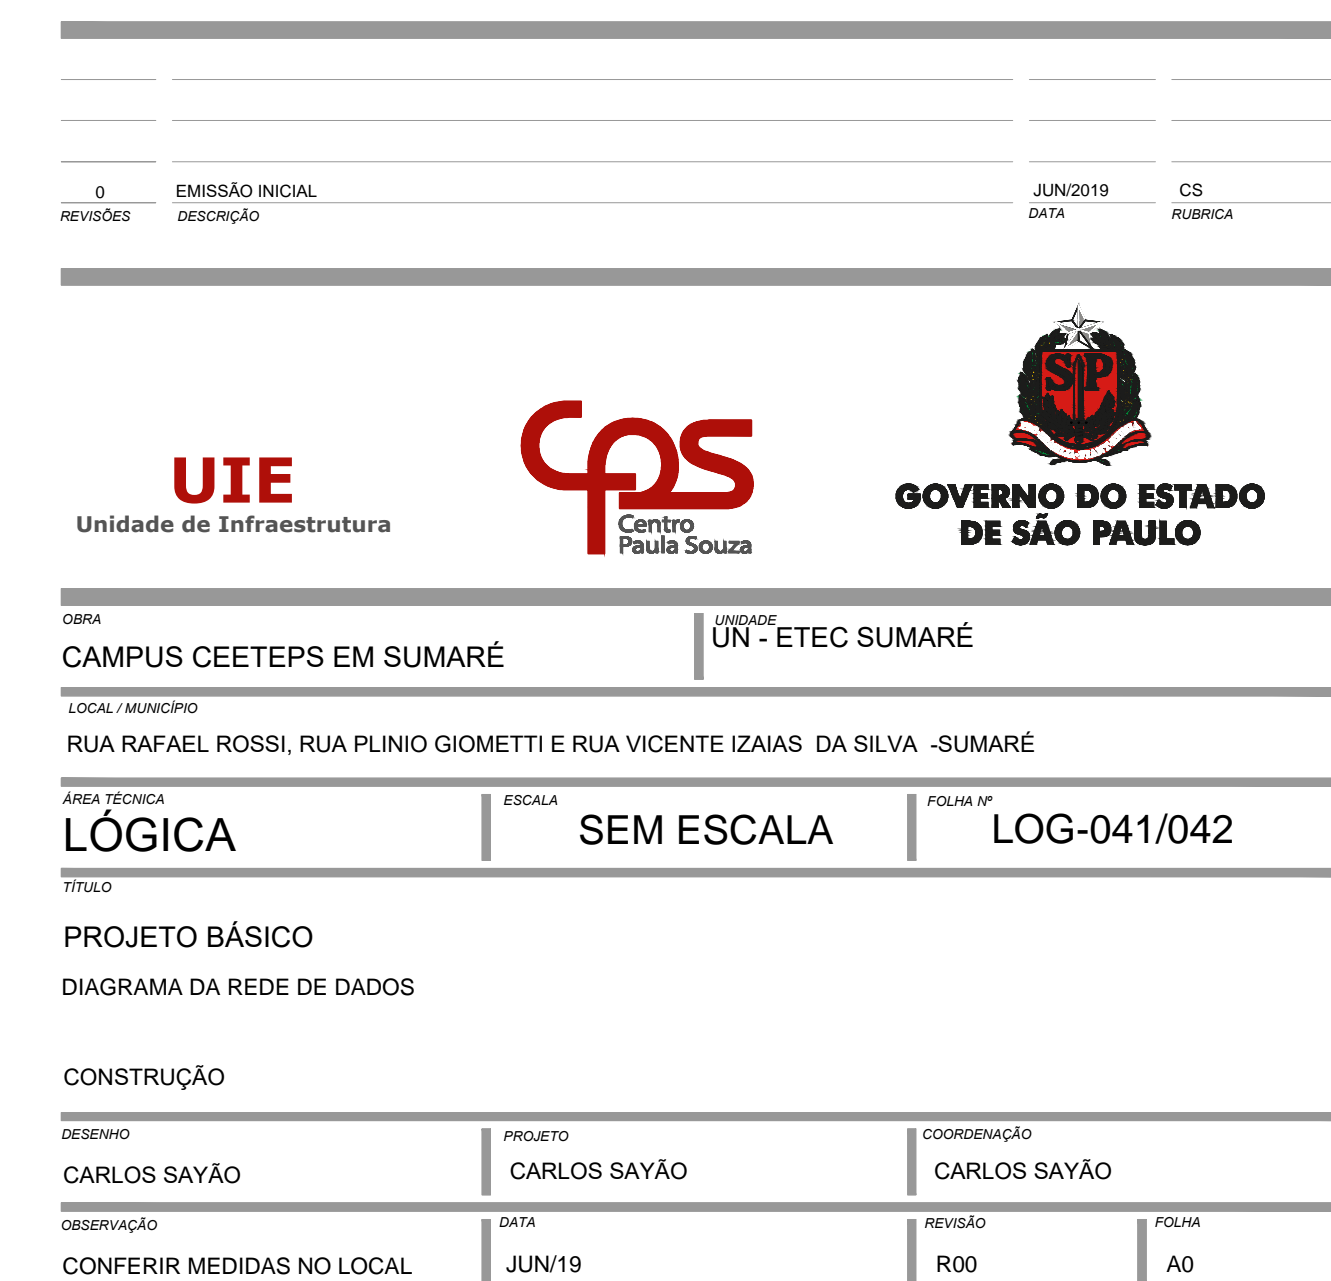 0 EMISSÃO INICIAL JUN/2019 CS
REVISÕES DESCRIÇÃO DATA RUBRICA
SP
UIE
Unidade de Infraestrutura
cps
Centro
Paula Souza
GOVERNO DO ESTADO
DE SÃO PAULO
OBRA UNIDADE
CAMPUS CEETEPS EM SUMARÉ UN - ETEC SUMARÉ
LOCAL / MUNICÍPIO
RUA RAFAEL ROSSI, RUA PLINIO GIOMETTI E RUA VICENTE IZAIAS DA SILVA -SUMARÉ
ÁREA TÉCNICA ESCALA FOLHA Nº
LÓGICA SEM ESCALA LOG-041/042
TÍTULO
PROJETO BÁSICO
DIAGRAMA DA REDE DE DADOS
CONSTRUÇÃO
DESENHO PROJETO COORDENAÇÃO
CARLOS SAYÃO CARLOS SAYÃO CARLOS SAYÃO
OBSERVAÇÃO DATA REVISÃO FOLHA
CONFERIR MEDIDAS NO LOCAL JUN/19 R00 A0